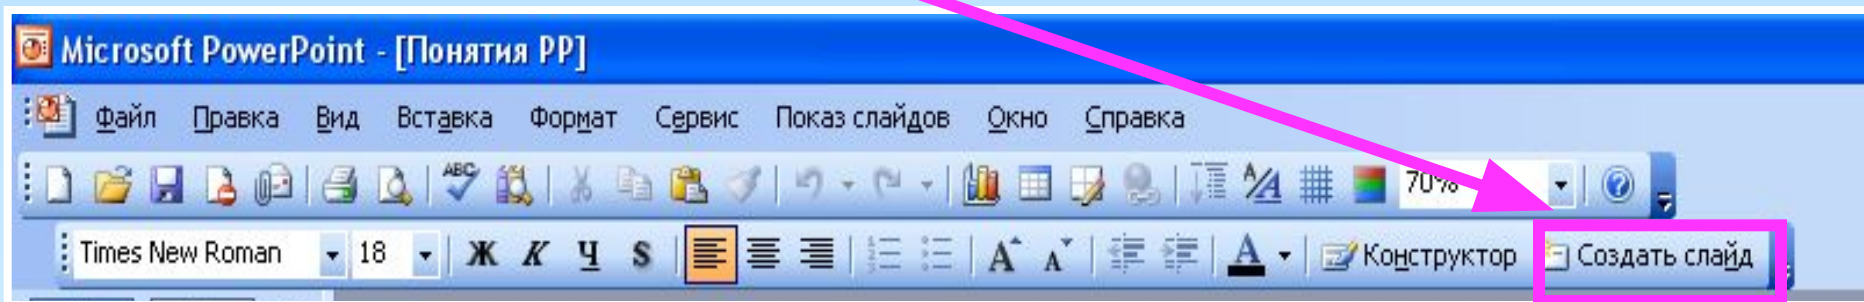 Microsoft PowerPoint - [Понятия PP]
Файл Правка Вид Вставка Формат Сервис Показ слайдов Окно Справка
ABC A 70%
Times New Roman 18 Ж К Ч S A A A Конструктор Создать слайд